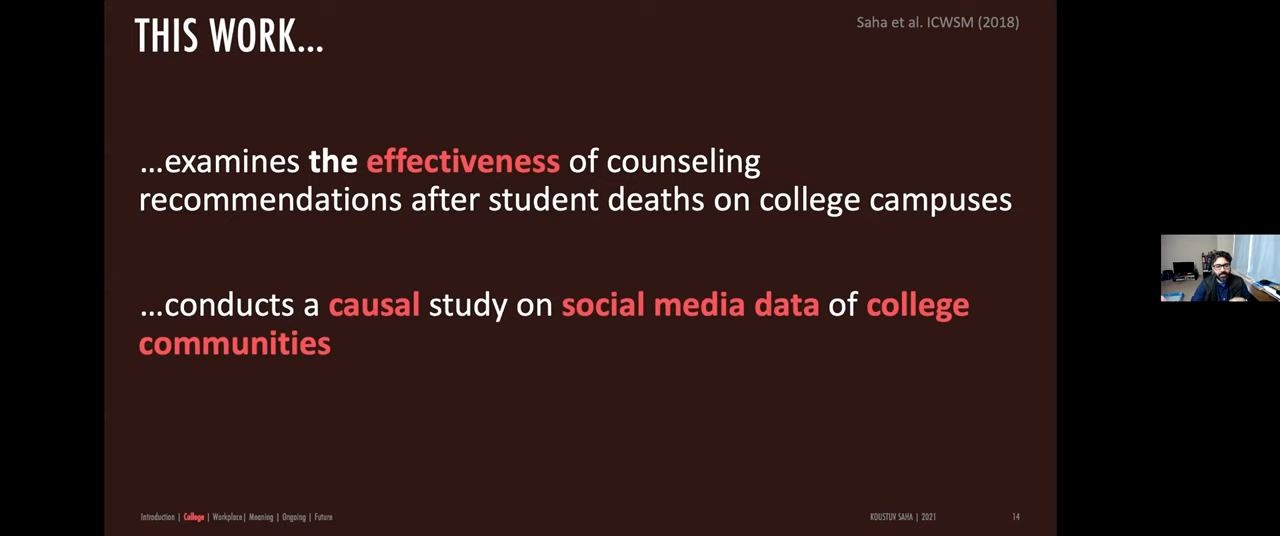 THIS WORK...
Saha et al. ICWSM (2018)
...examines the effectiveness of counseling
recommendations after student deaths on college campuses
...conducts a causal study on social media data of college
communities
Introduction | College | Workplace| Meaning | Ongoing | Future
KOUSTUV SAHA | 2021
14